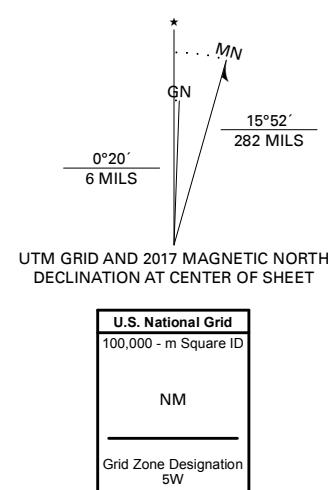 ★
MN
GN
15°52´
282 MILS
0°20´
6 MILS
UTM GRID AND 2017 MAGNETIC NORTH
DECLINATION AT CENTER OF SHEET
U.S. National Grid
100,000 - m Square ID
NM
Grid Zone Designation
5W